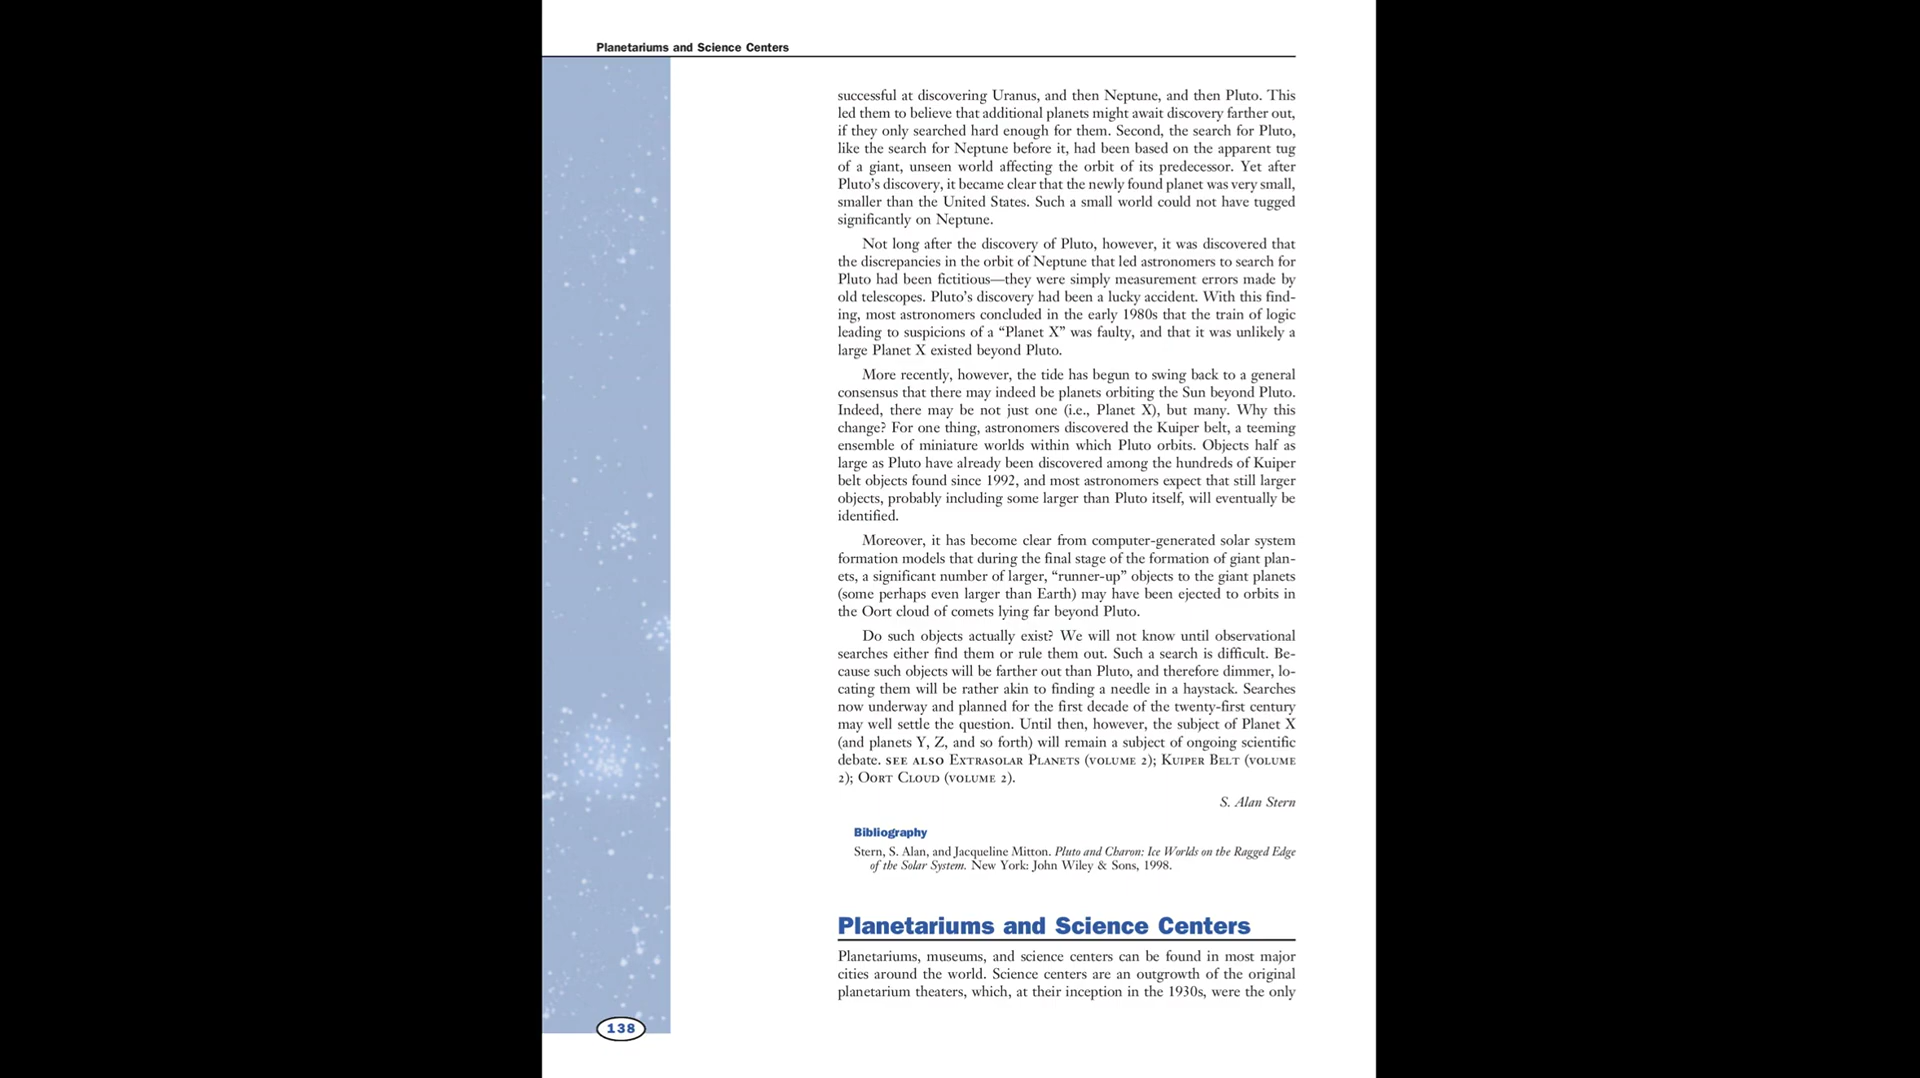 Planetariums and Science Centers
successful at discovering Uranus, and then Neptune, and then Pluto. This
led them to believe that additional planets might await discovery farther out,
if they only searched hard enough for them. Second, the search for Pluto,
like the search for Neptune before it, had been based on the apparent tug
of a giant, unseen world affecting the orbit of its predecessor. Yet after
Pluto’s discovery, it became clear that the newly found planet was very small,
smaller than the United States. Such a small world could not have tugged
significantly on Neptune.
Not long after the discovery of Pluto, however, it was discovered that
the discrepancies in the orbit of Neptune that led astronomers to search for
Pluto had been fictitious—they were simply measurement errors made by
old telescopes. Pluto’s discovery had been a lucky accident. With this find-
ing, most astronomers concluded in the early 1980s that the train of logic
leading to suspicions of a “Planet X” was faulty, and that it was unlikely a
large Planet X existed beyond Pluto.
More recently, however, the tide has begun to swing back to a general
consensus that there may indeed be planets orbiting the Sun beyond Pluto.
Indeed, there may be not just one (i.e., Planet X), but many. Why this
change? For one thing, astronomers discovered the Kuiper belt, a teeming
ensemble of miniature worlds within which Pluto orbits. Objects half as
large as Pluto have already been discovered among the hundreds of Kuiper
belt objects found since 1992, and most astronomers expect that still larger
objects, probably including some larger than Pluto itself, will eventually be
identified.
Moreover, it has become clear from computer-generated solar system
formation models that during the final stage of the formation of giant plan-
ets, a significant number of larger, “runner-up” objects to the giant planets
(some perhaps even larger than Earth) may have been ejected to orbits in
the Oort cloud of comets lying far beyond Pluto.
Do such objects actually exist? We will not know until observational
searches either find them or rule them out. Such a search is difficult. Be-
cause such objects will be farther out than Pluto, and therefore dimmer, lo-
cating them will be rather akin to finding a needle in a haystack. Searches
now underway and planned for the first decade of the twenty-first century
may well settle the question. Until then, however, the subject of Planet X
(and planets Y, Z, and so forth) will remain a subject of ongoing scientific
debate. SEE ALSO EXTRASOLAR PLANETS (VOLUME 2); KUIPER BELT (VOLUME
2); OORT CLOUD (VOLUME 2).
S. Alan Stern
Bibliography
Stern, S. Alan, and Jacqueline Mitton. Pluto and Charon: Ice Worlds on the Ragged Edge
of the Solar System. New York: John Wiley & Sons, 1998.
Planetariums and Science Centers
Planetariums, museums, and science centers can be found in most major
cities around the world. Science centers are an outgrowth of the original
planetarium theaters, which, at their inception in the 1930s, were the only
138